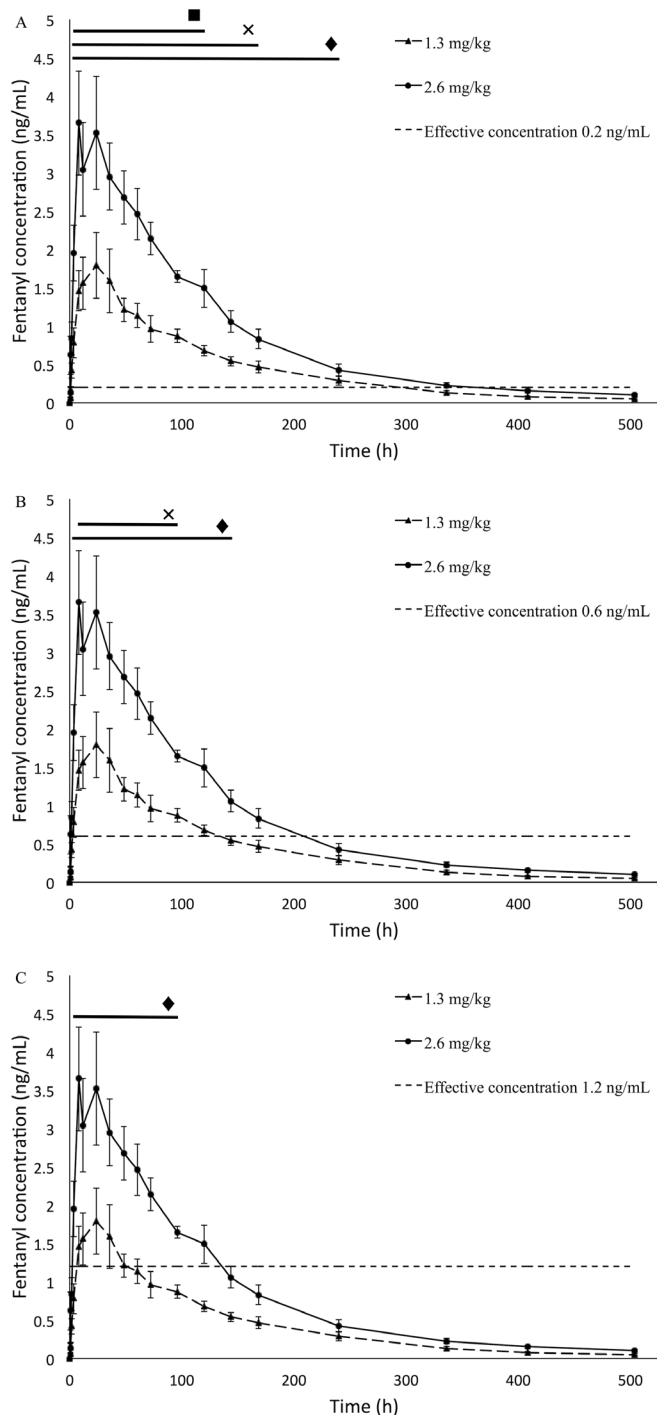 A
Fentanyl concentration (ng/mL)
5
4.5
4
3.5
3
2.5
2
1.5
1
0.5
0
1.3 mg/kg
2.6 mg/kg
Effective concentration 0.2 ng/mL
0 100 200 300 400 500
Time (h)
B
Fentanyl concentration (ng/mL)
5
4.5
4
3.5
3
2.5
2
1.5
1
0.5
0
1.3 mg/kg
2.6 mg/kg
Effective concentration 0.6 ng/mL
0 100 200 300 400 500
Time (h)
C
Fentanyl concentration (ng/mL)
5
4.5
4
3.5
3
2.5
2
1.5
1
0.5
0
1.3 mg/kg
2.6 mg/kg
Effective concentration 1.2 ng/mL
0 100 200 300 400 500
Time (h)